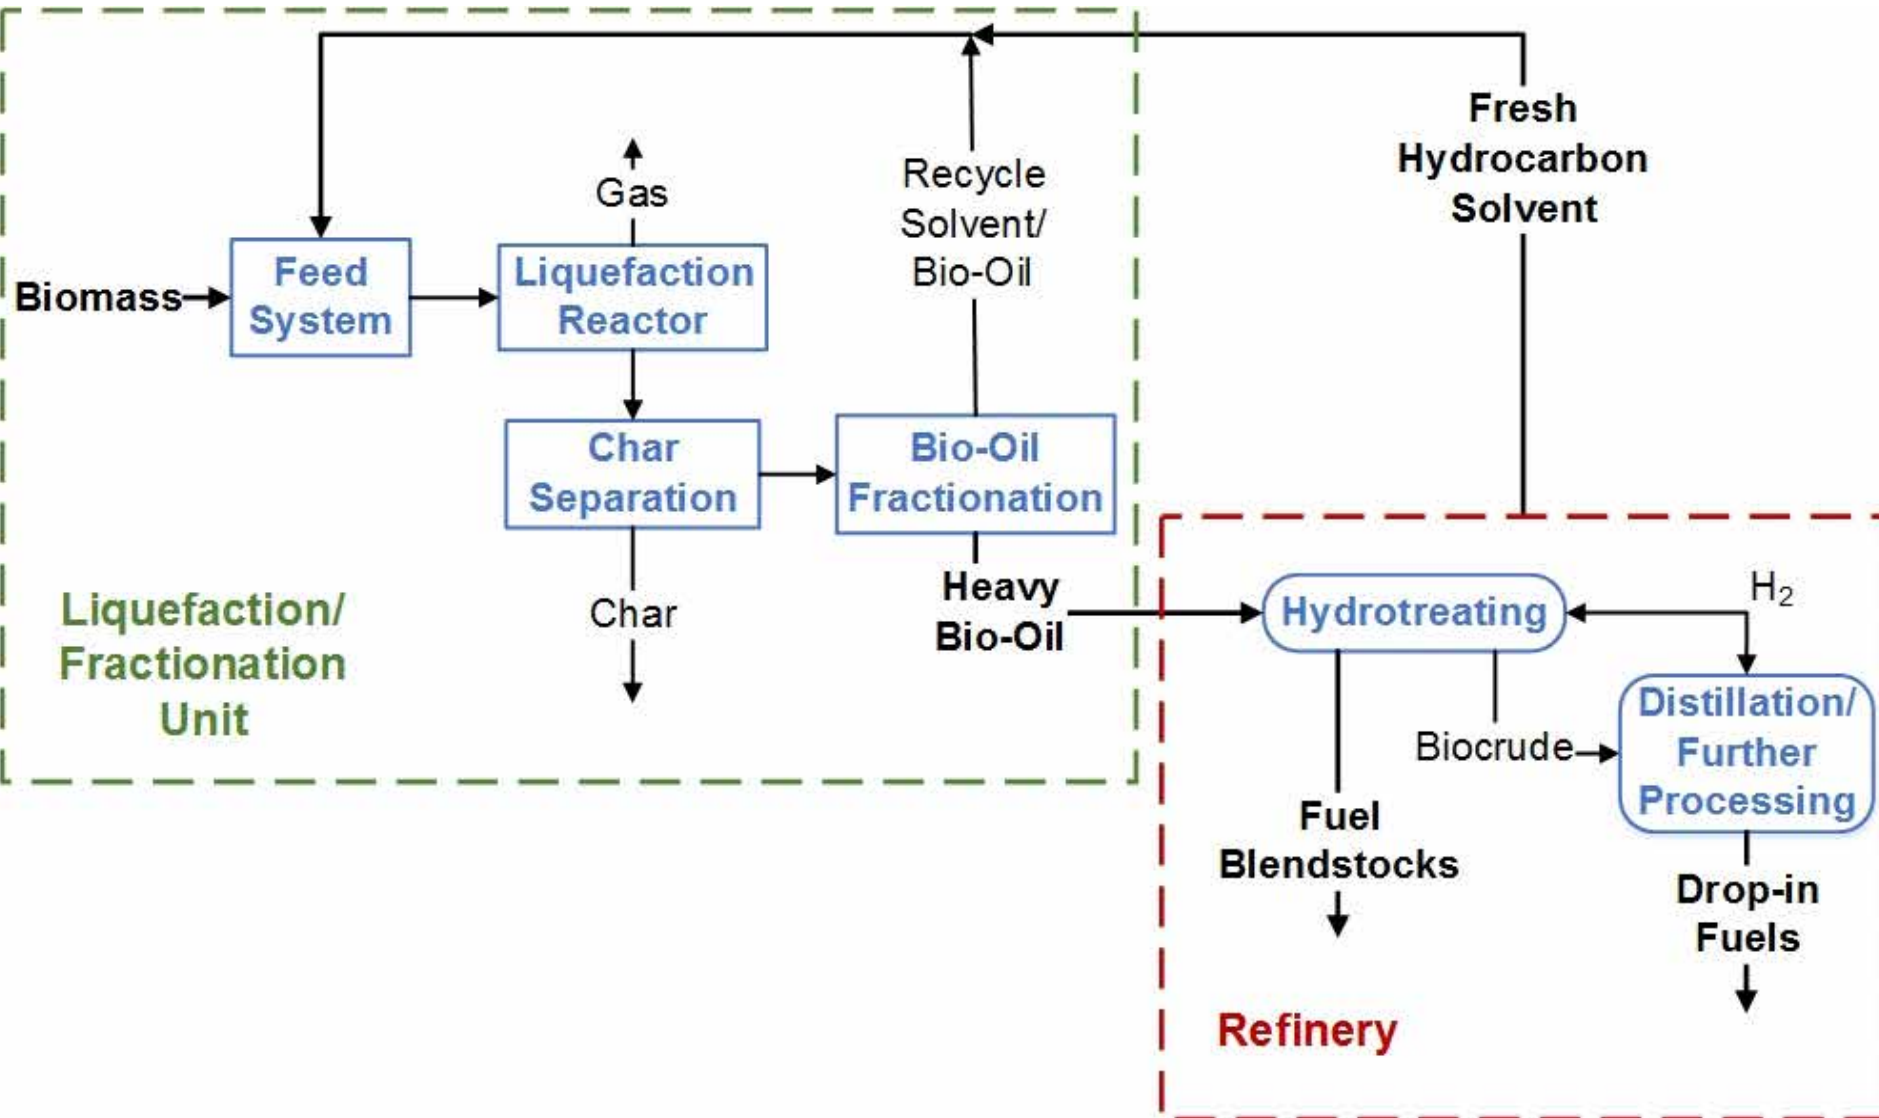 Fresh
Hydrocarbon
Solvent
Gas
Recycle
Solvent/
Bio-Oil
Biomass
Feed
System
Liquefaction
Reactor
Char
Separation
Bio-Oil
Fractionation
Char
Heavy
Bio-Oil
Liquefaction/
Fractionation
Unit
Hydrotreating
H₂
Biocrude
Distillation/
Further
Processing
Fuel
Blendstocks
Drop-in
Fuels
Refinery